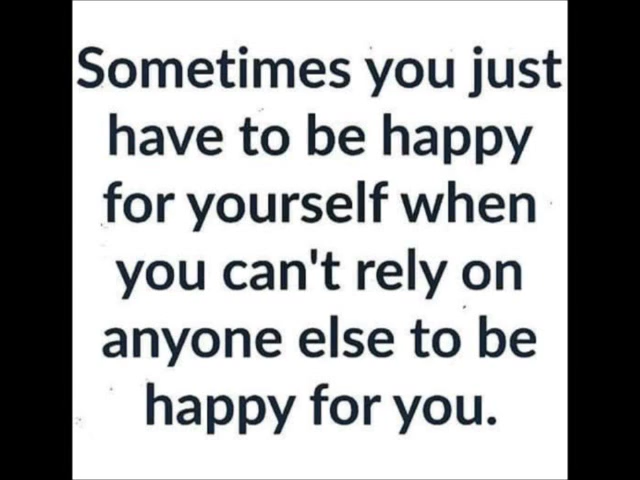 Sometimes you just
have to be happy
for yourself when
you can't rely on
anyone else to be
happy for you.